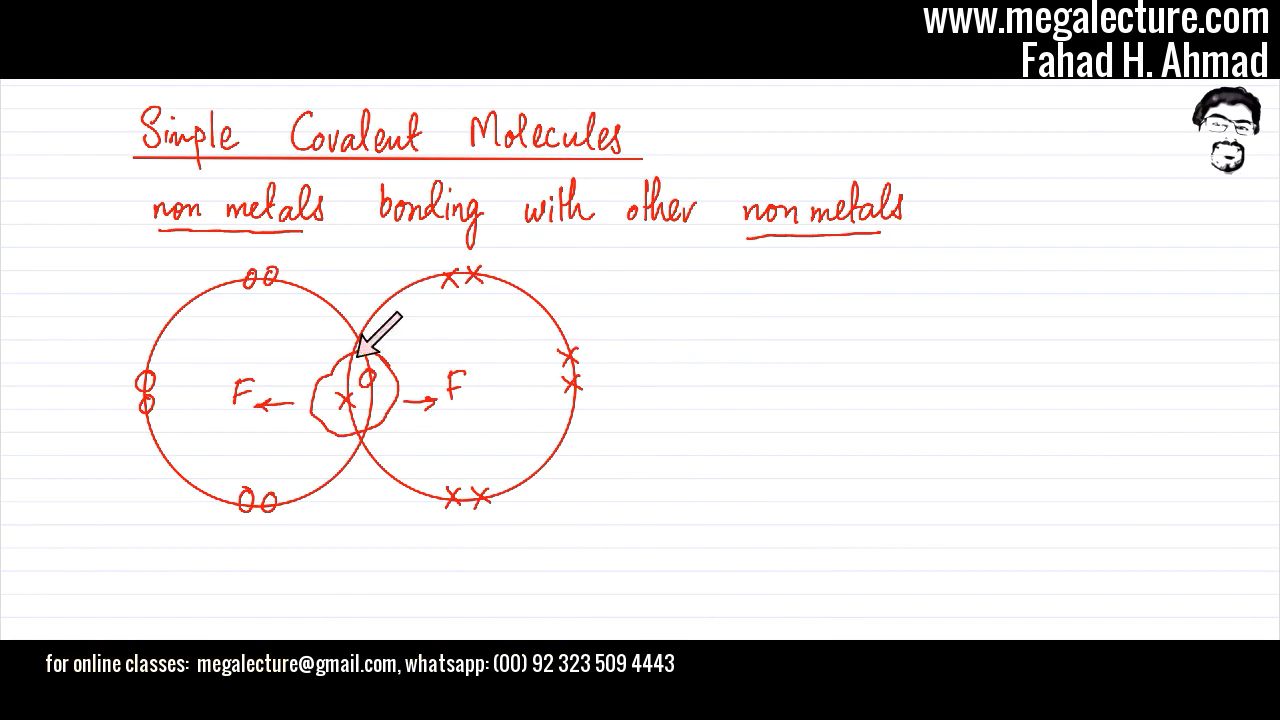 www.megalecture.com
Fahad H. Ahmad
Simple Covalent Molecules
non metals bonding with other non metals
F F
for online classes: megalecture@gmail.com, whatsapp: (00) 92 323 509 4443